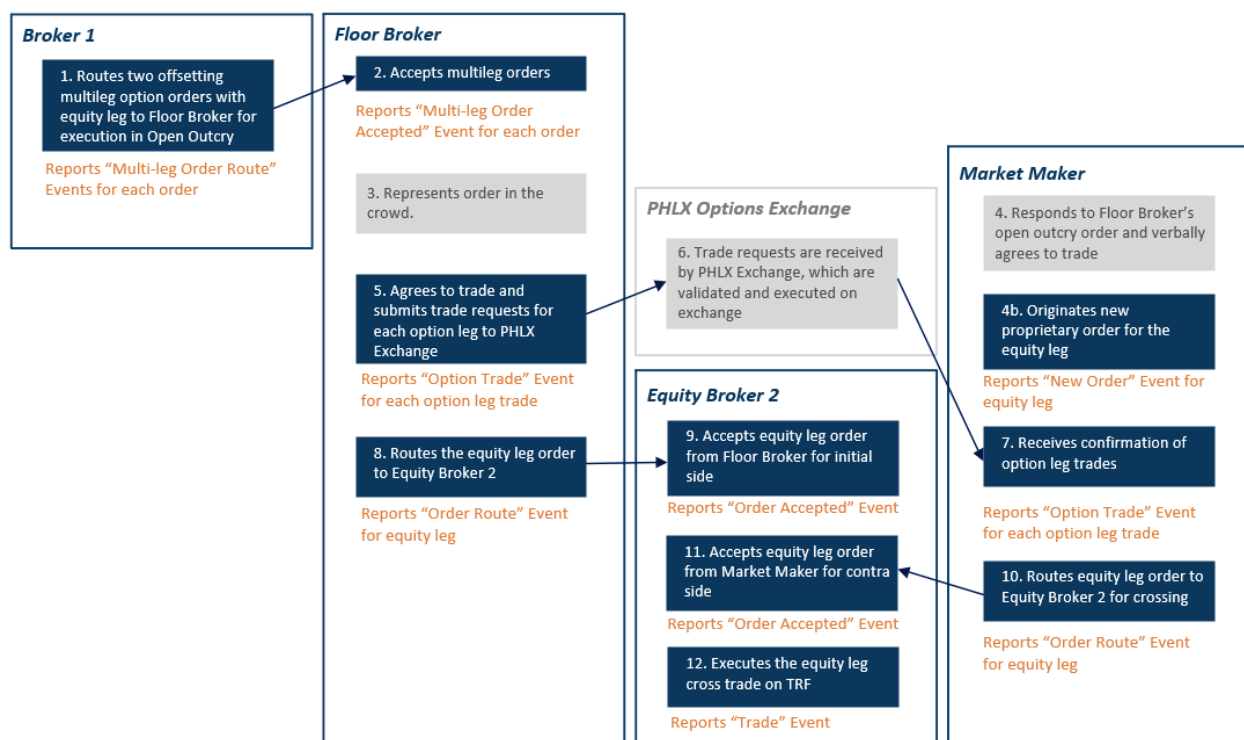 Broker 1
1. Routes two offsetting
multileg option orders with
equity leg to Floor Broker for
execution in Open Outcry
Reports “Multi-leg Order Route”
Events for each order
Floor Broker
2. Accepts multileg orders
Reports “Multi-leg Order
Accepted” Event for each order
3. Represents order in the
crowd.
5. Agrees to trade and
submits trade requests for
each option leg to PHLX
Exchange
Reports “Option Trade” Event
for each option leg trade
8. Routes the equity leg order
to Equity Broker 2
Reports “Order Route” Event
for equity leg
PHLX Options Exchange
6. Trade requests are received
by PHLX Exchange, which are
validated and executed on
exchange
Equity Broker 2
9. Accepts equity leg order
from Floor Broker for initial
side
Reports “Order Accepted” Event
11. Accepts equity leg order
from Market Maker for contra
side
Reports “Order Accepted” Event
12. Executes the equity leg
cross trade on TRF
Reports “Trade” Event
Market Maker
4. Responds to Floor Broker’s
open outcry order and verbally
agrees to trade
4b. Originates new
proprietary order for the
equity leg
Reports “New Order” Event for
equity leg
7. Receives confirmation of
option leg trades
Reports “Option Trade” Event
for each option leg trade
10. Routes equity leg order to
Equity Broker 2 for crossing
Reports “Order Route” Event
for equity leg